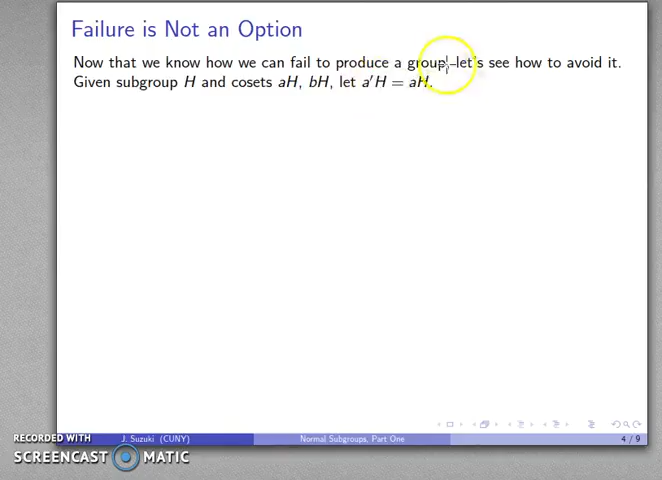 Failure is Not an Option
Now that we know how we can fail to produce a group–let's see how to avoid it.
Given subgroup H and cosets aH, bH, let a′H = aH.
RECORDED WITH
J. Suzuki (CUNY)
Normal Subgroups, Part One
4 / 9
SCREENCAST MATIC